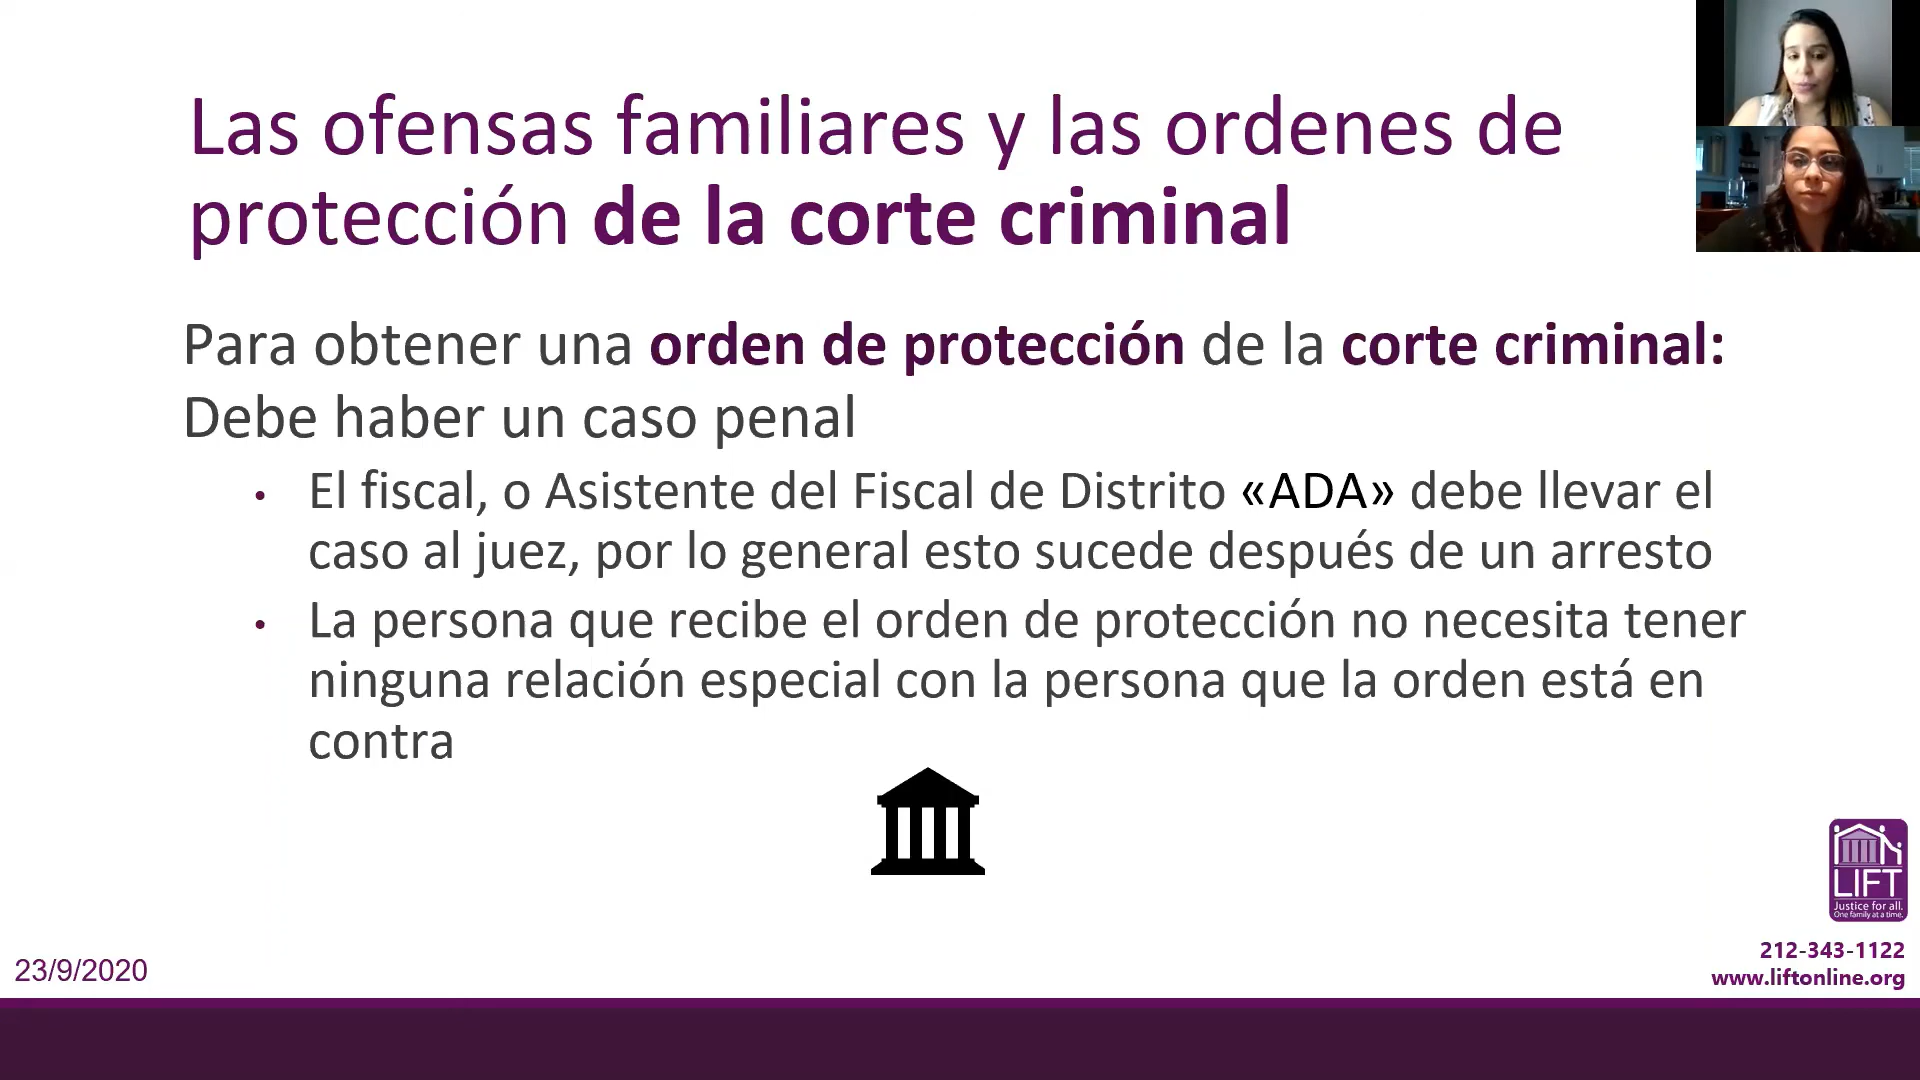 Las ofensas familiares y las ordenes de
protección de la corte criminal
Para obtener una orden de protección de la corte criminal:
Debe haber un caso penal
• El fiscal, o Asistente del Fiscal de Distrito «ADA» debe llevar el
caso al juez, por lo general esto sucede después de un arresto
• La persona que recibe el orden de protección no necesita tener
ninguna relación especial con la persona que la orden está en
contra
LIFT
Justice for all.
One family at a time.
212-343-1122
www.liftonline.org
23/9/2020